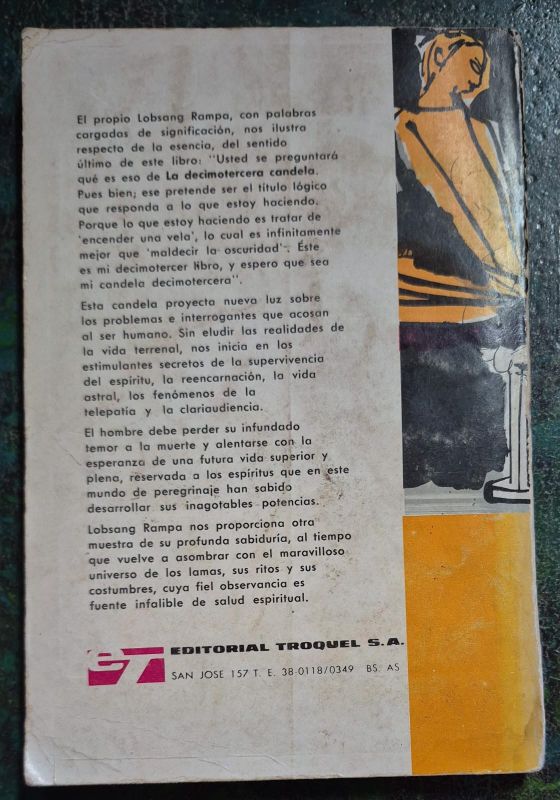 El propio Lobsang Rampa, con palabras
cargadas de significación, nos ilustra
respecto de la esencia, del sentido
último de este libro: "Usted se preguntará
qué es eso de La decimotercera candela.
Pues bien; ese pretende ser el título lógico
que responda a lo que estoy haciendo.
Porque lo que estoy haciendo es tratar de
'encender una vela', lo cual es infinitamente
mejor que 'maldecir la oscuridad'. Éste
es mi decimotercer libro, y espero que sea
mi candela decimotercera".
Esta candela proyecta nueva luz sobre
los problemas e interrogantes que acosan
al ser humano. Sin eludir las realidades de
la vida terrenal, nos inicia en los
estimulantes secretos de la supervivencia
del espíritu, la reencarnación, la vida
astral, los fenómenos de la
telepatía y la clariaudiencia.
El hombre debe perder su infundado
temor a la muerte y alentarse con la
esperanza de una futura vida superior y
plena, reservada a los espíritus que en este
mundo de peregrinaje han sabido
desarrollar sus inagotables potencias.
Lobsang Rampa nos proporciona otra
muestra de su profunda sabiduría, al tiempo
que vuelve a asombrar con el maravilloso
universo de los lamas, sus ritos y sus
costumbres, cuya fiel observancia es
fuente infalible de salud espiritual.
eT EDITORIAL TROQUEL S.A.
SAN JOSE 157 T. E. 38-0118/0349 BS. AS